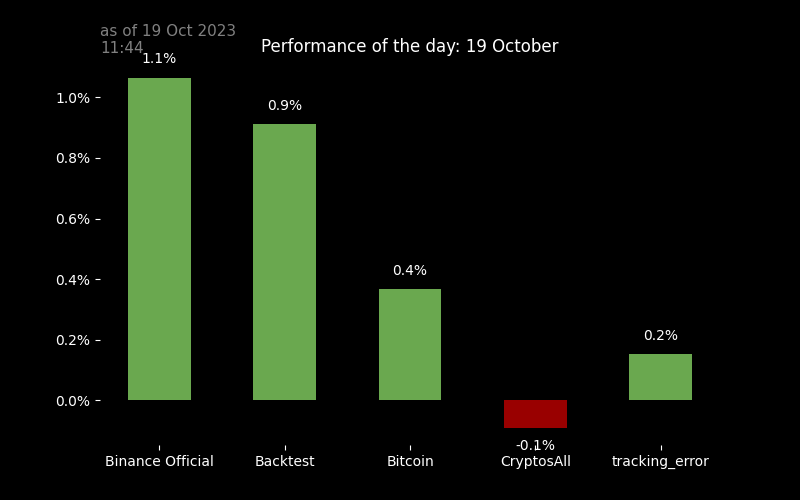 as of 19 Oct 2023
11:44
Performance of the day: 19 October
1.1%
0.9%
0.4%
-0.1%
0.2%
1.0%
0.8%
0.6%
0.4%
0.2%
0.0%
Binance Official
Backtest
Bitcoin
CryptosAll
tracking_error